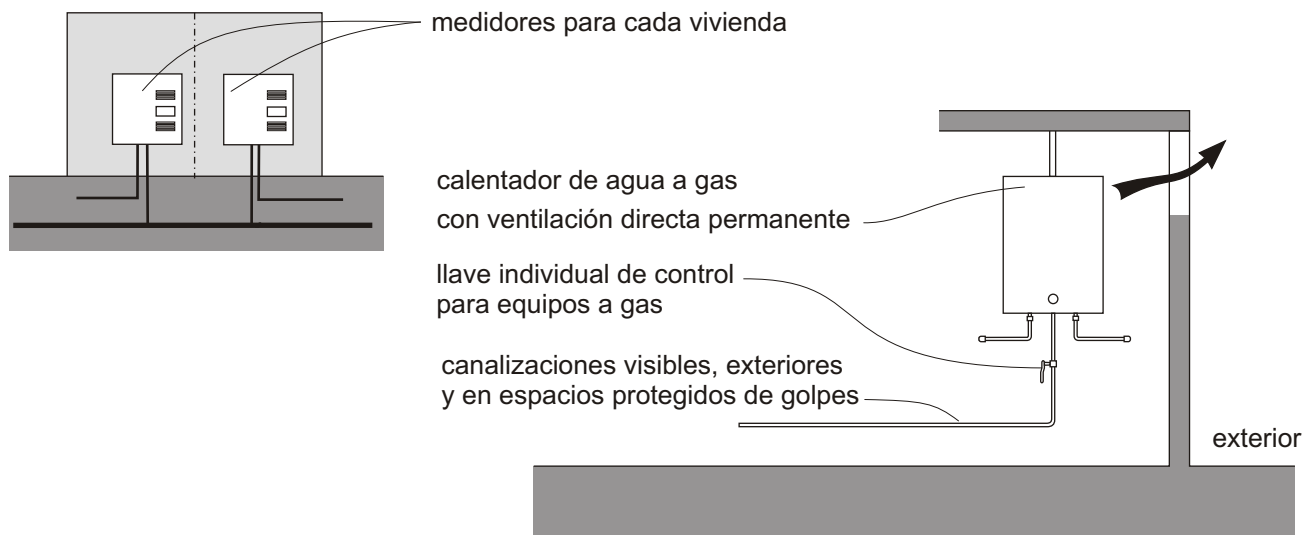 medidores para cada vivienda
calentador de agua a gas
con ventilación directa permanente
llave individual de control
para equipos a gas
canalizaciones visibles, exteriores
y en espacios protegidos de golpes
exterior